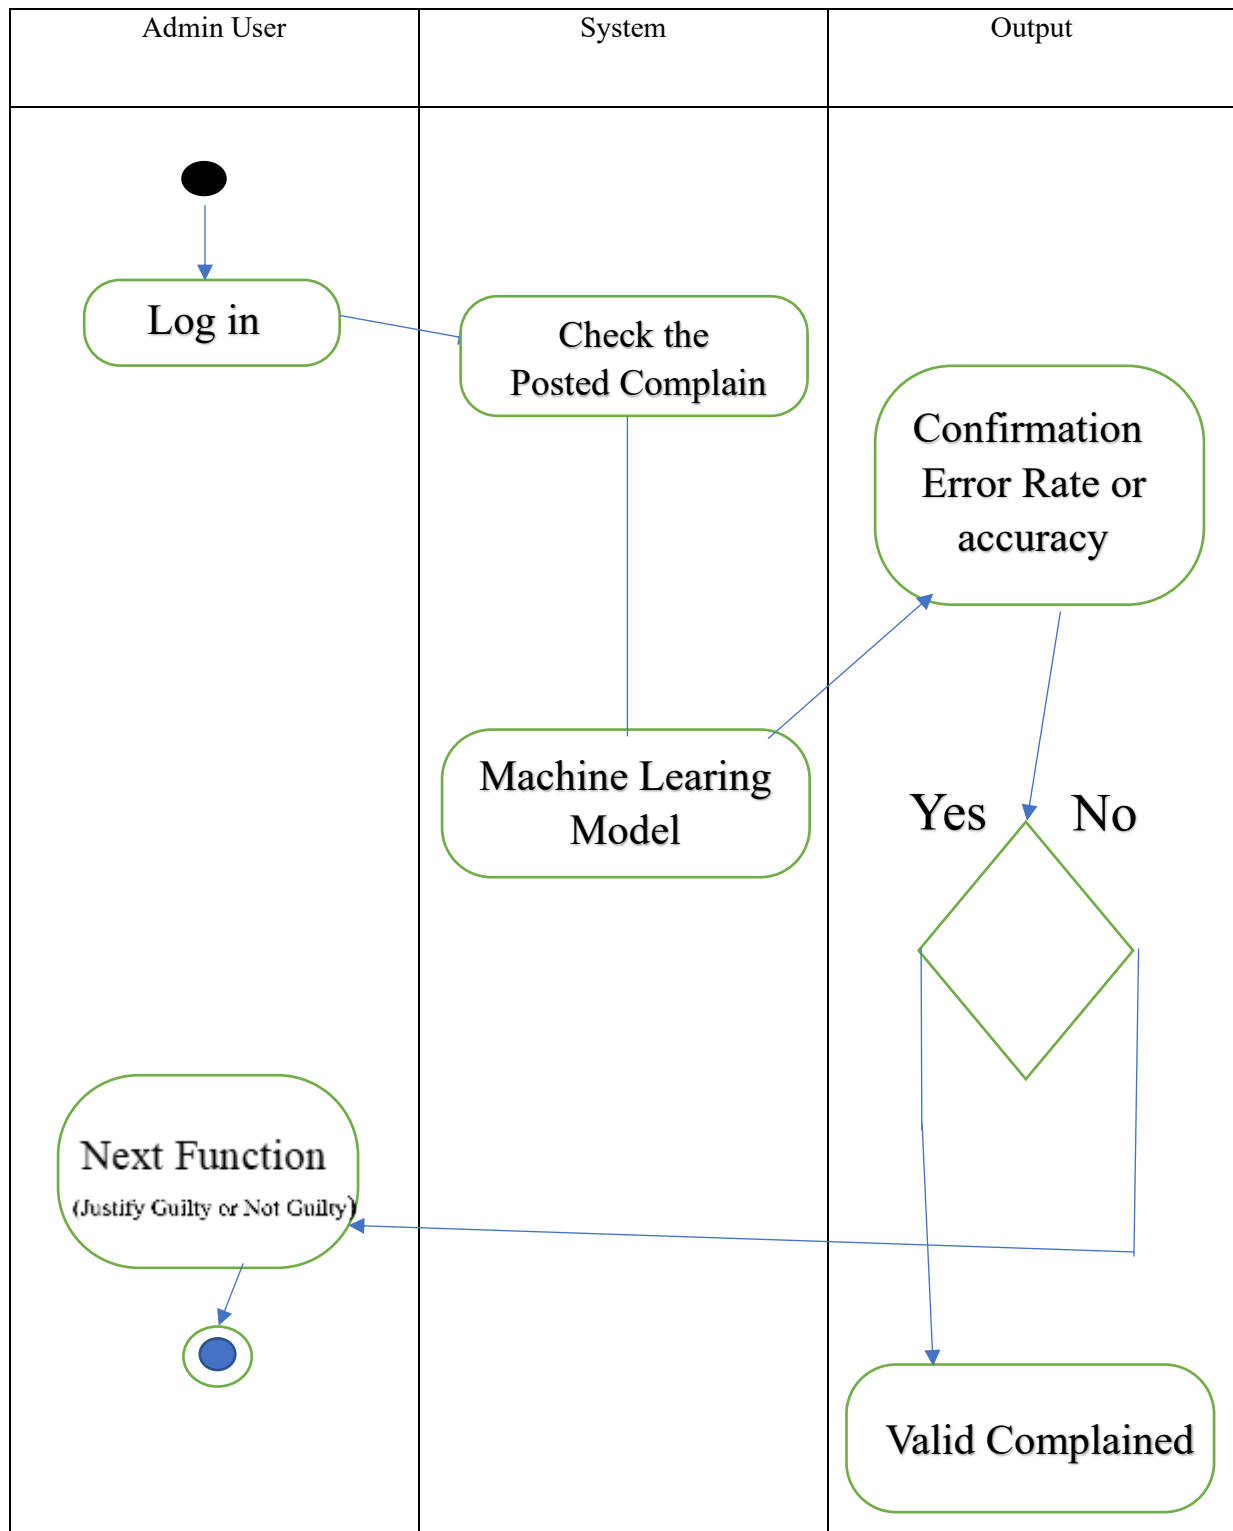 Admin User
System
Output
Log in
Check the
Posted Complain
Confirmation
Error Rate or
accuracy
Machine Learing
Model
Yes
No
Next Function
(Justify Guilty or Not Guilty)
Valid Complained